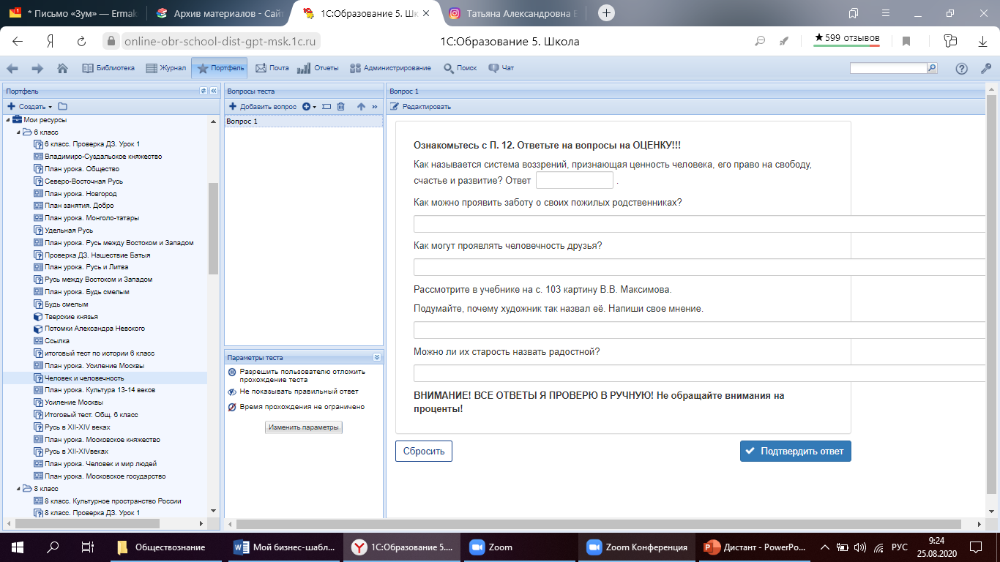 * Письмо «Зум» — Ermak
Архив материалов - Сайт
1С:Образование 5. Шк
Татьяна Александровна Е
online-obr-school-dist-gpt-msk.1c.ru
1С:Образование 5. Школа
★ 599 отзывов
Библиотека
Журнал
Портфель
Почта
Отчеты
Администрирование
Поиск
Чат
Портфель
Создать
Мои ресурсы
6 класс
6 класс. Проверка ДЗ. Урок 1
Владимиро-Суздальское княжество
План урока. Общество
Северо-Восточная Русь
План урока. Новгород
План занятия. Добро
План урока. Монголо-татары
Удельная Русь
План урока. Русь между Востоком и Западом
Проверка ДЗ. Нашествие Батыя
План урока. Русь и Литва
Русь между Востоком и Западом
План урока. Будь смелым
Будь смелым
Тверские князья
Потомки Александра Невского
Ссылка
итоговый тест по истории 6 класс
План урока. Усиление Москвы
Человек и человечность
План урока. Культура 13-14 веков
Усиление Москвы
Итоговый тест. Общ. 6 класс
Русь в XII-XIV веках
План урока. Московское княжество
Русь в XII-XIVвеках
План урока. Человек и мир людей
План урока. Московское государство
8 класс
8 класс. Культурное пространство России
8 класс. Проверка ДЗ. Урок 1
Вопросы теста
Добавить вопрос
Вопрос 1
Параметры теста
Разрешить пользователю отложить
прохождение теста
Не показывать правильный ответ
Время прохождения не ограничено
Изменить параметры
Вопрос 1
Редактировать
Ознакомьтесь с П. 12. Ответьте на вопросы на ОЦЕНКУ!!!
Как называется система воззрений, признающая ценность человека, его право на свободу,
счастье и развитие? Ответ .
Как можно проявить заботу о своих пожилых родственниках?
Как могут проявлять человечность друзья?
Рассмотрите в учебнике на с. 103 картину В.В. Максимова.
Подумайте, почему художник так назвал её. Напиши свое мнение.
Можно ли их старость назвать радостной?
ВНИМАНИЕ! ВСЕ ОТВЕТЫ Я ПРОВЕРЮ В РУЧНУЮ! Не обращайте внимания на
проценты!
Сбросить
Подтвердить ответ
Обществознание
Мой бизнес-шабл...
1С:Образование 5....
Zoom
Zoom Конференция
Дистант - PowerPo...
РУС
9:24
25.08.2020